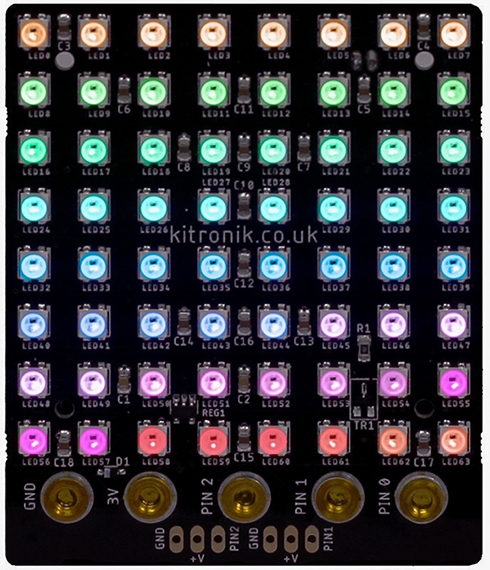 LED0 C3 LED1 LED2 LED3 LED4 LED5 LED6 C4 LED7
LED8 LED9 C6 LED10 LED11 C11 LED12 LED13 C5 LED14 LED15
LED16 LED17 LED18 C8 LED19 C9 LED20 C7 LED21 LED22 LED23
LED27 C10 LED28
LED24 LED25 LED26 LED29 LED30 LED31
kitronik.co.uk
LED32 LED33 LED34 LED35 C12 LED36 LED37 LED38 LED39
LED40 LED41 LED42 C14 LED43 C16 LED44 C13 LED45 R1 LED46 LED47
LED48 LED49 C1 LED50 LED51 C2 LED52 LED53 LED54 LED55
REG1 TR1
LED56 C18 LED57 D1 LED58 LED59 C15 LED60 LED61 LED62 C17 LED63
GND 3V PIN 2 PIN 1 PIN 0
GND +V PIN2 GND +V PIN1